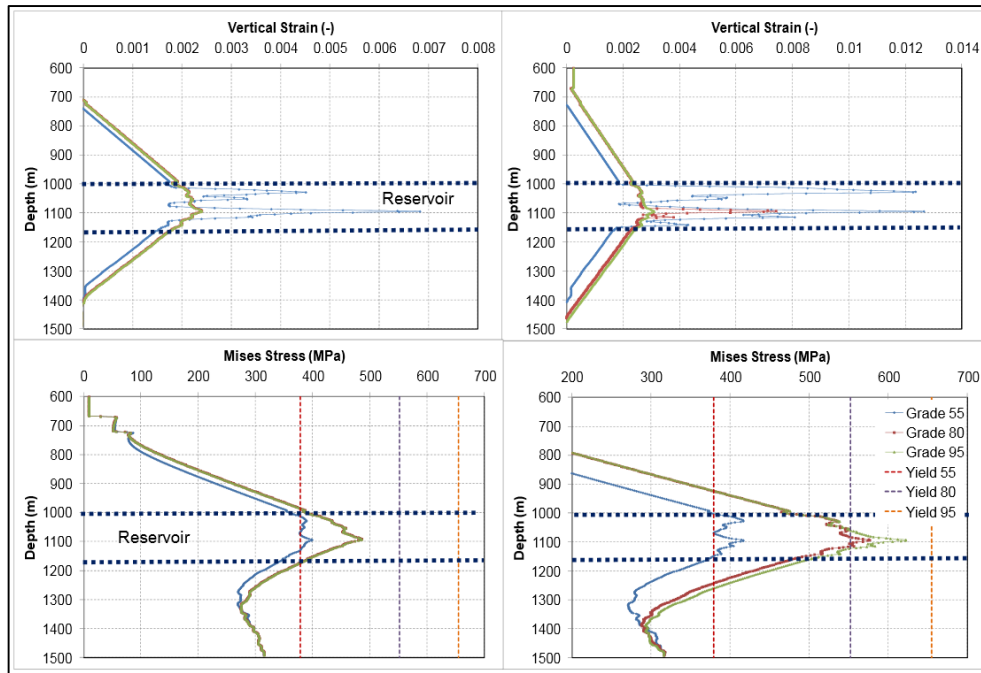 Vertical Strain (-)
0 0.001 0.002 0.003 0.004 0.005 0.006 0.007 0.008
Depth (m)
600
700
800
900
1000
1100
1200
1300
1400
1500
Reservoir
Vertical Strain (-)
0 0.002 0.004 0.006 0.008 0.01 0.012 0.014
Depth (m)
600
700
800
900
1000
1100
1200
1300
1400
1500
Mises Stress (MPa)
0 100 200 300 400 500 600 700
Depth (m)
600
700
800
900
1000
1100
1200
1300
1400
1500
Reservoir
Mises Stress (MPa)
200 300 400 500 600 700
Depth (m)
600
700
800
900
1000
1100
1200
1300
1400
1500
Grade 55
Grade 80
Grade 95
Yield 55
Yield 80
Yield 95